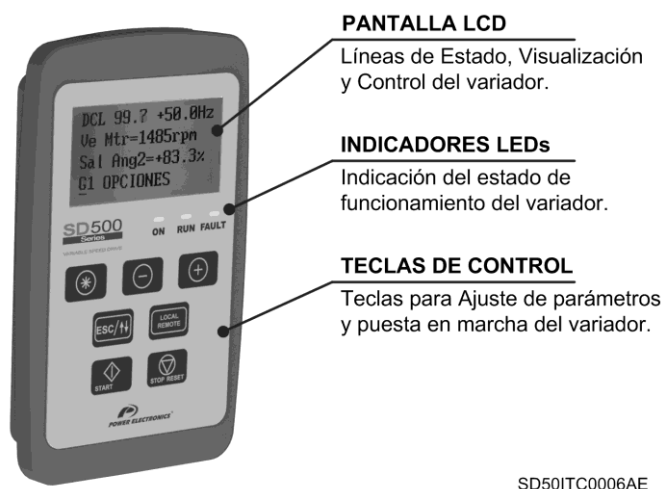 PANTALLA LCD
Líneas de Estado, Visualización
y Control del variador.
INDICADORES LEDs
Indicación del estado de
funcionamiento del variador.
TECLAS DE CONTROL
Teclas para Ajuste de parámetros
y puesta en marcha del variador.
DCL 99.? +50.0Hz
Ve Mtr=1485rpm
Sal Ang2=+83.3%
G1 OPCIONES
SD500
Series
VARIABLE SPEED DRIVE
ON RUN FAULT
ESC/
LOCAL
REMOTE
START
STOP RESET
POWER ELECTRONICS
SD50ITC0006AE